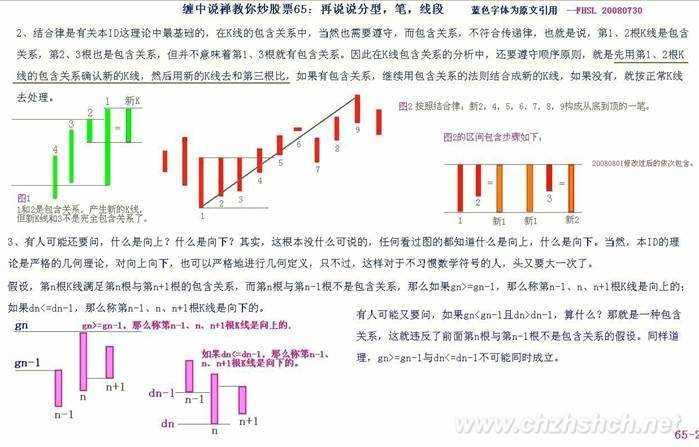 缠中说禅教你炒股票65：再说说分型，笔，线段
蓝色字体为原文引用 —FHSL 20080730
2、结合律是有关本ID这理论中最基础的，在K线的包含关系中，当然也需要遵守，而包含关系，不符合传递律，也就是说，第1、2根K线是包含
关系，第2、3根也是包含关系，但并不意味着第1、3根就有包含关系。因此在K线包含关系的分析中，还要遵守顺序原则，就是先用第1、2根K
线的包含关系确认新的K线，然后用新的K线去和第三根比，如果有包含关系，继续用包含关系的法则结合成新的K线，如果没有，就按正常K线
去处理。
1 新K
2
3
4
=
图1
1和2是包含关系，产生新的K线，
但新K线和3不是完全包含关系了。
1
2
3
4
5
6
7
8
9
图2 按照结合律：新2，4，5，6，7，8，9构成从底到顶的一笔。
图2的区间包含步骤如下：
20080801修改过后的依次包含。
= =
1 2 新1 新1 3 新2
3、有人可能还要问，什么是向上？什么是向下？其实，这根本没什么可说的，任何看过图的都知道什么是向上，什么是向下。当然，本ID的理
论是严格的几何理论，对向上向下，也可以严格地进行几何定义，只不过，这样对于不习惯数学符号的人，头又要大一次了。
假设，第n根K线满足第n根与第n+1根的包含关系，而第n根与第n-1根不是包含关系，那么如果gn>=gn-1，那么称第n-1、n、n+1根K线是向上的；
如果dn<=dn-1，那么称第n-1、n、n+1根K线是向下的。
gn
gn>=gn-1，那么称第n-1、n、n+1根K线是向上的.
gn-1
n-1
n
n+1
如果dn<=dn-1，那么称第n-1、
n、n+1根K线是向下的。
dn-1
dn
n-1
n
n+1
有人可能又要问，如果gn<gn-1且dn>dn-1，算什么？那就是一种包含
关系，这就违反了前面第n根与第n-1根不是包含关系的假设。同样道
理，gn>=gn-1与dn<=dn-1不可能同时成立。
www.chzhshch.net
65-2